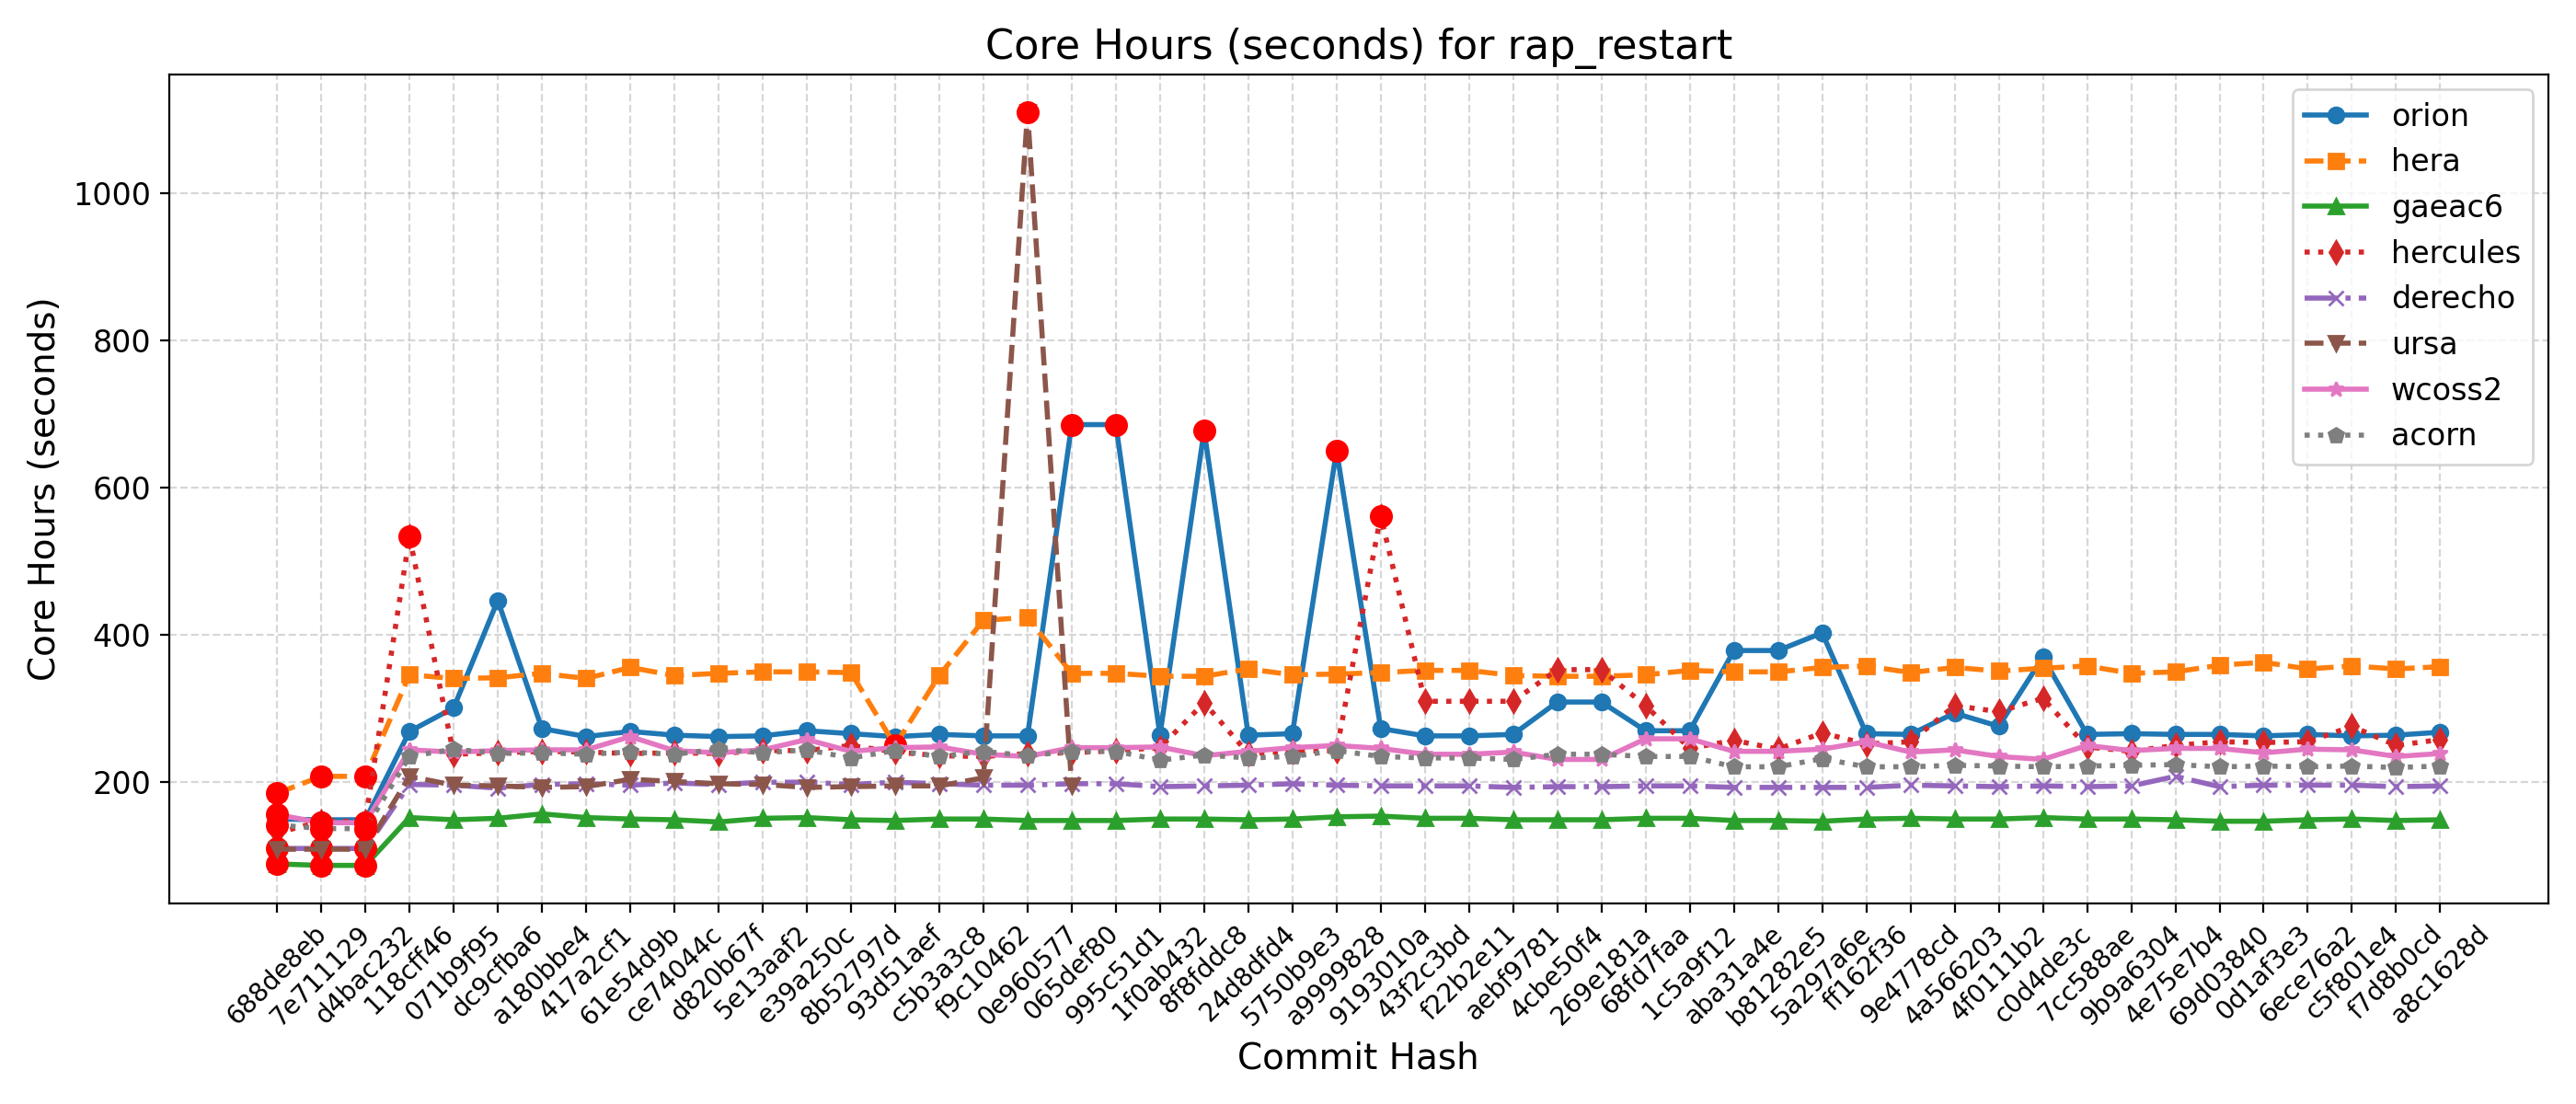 Core Hours (seconds) for rap_restart
Core Hours (seconds)
1000
800
600
400
200
orion
hera
gaeac6
hercules
derecho
ursa
wcoss2
acorn
688de8eb
7e711129
d4bac232
118cff46
071b9f95
dc9cfba6
a180bbe4
417a2cf1
61e54d9b
ce74044c
d820b67f
5e13aaf2
e39a250c
8b52797d
93d51aef
c5b3a3c8
f9c10462
0e960577
065def80
995c51d1
1f0ab432
8f8fddc8
24d8dfd4
5750b9e3
a9999828
9193010a
43f2c3bd
f22b2e11
aebf9781
4cbe50f4
269e181a
68fd7faa
1c5a9f12
aba31a4e
b81282e5
5a297a6e
ff162f36
9e4778cd
4a566203
4f0111b2
c0d4de3c
7cc588ae
9b9a6304
4e75e7b4
69d03840
0d1af3e3
6ece76a2
c5f801e4
f7d8b0cd
a8c1628d
Commit Hash